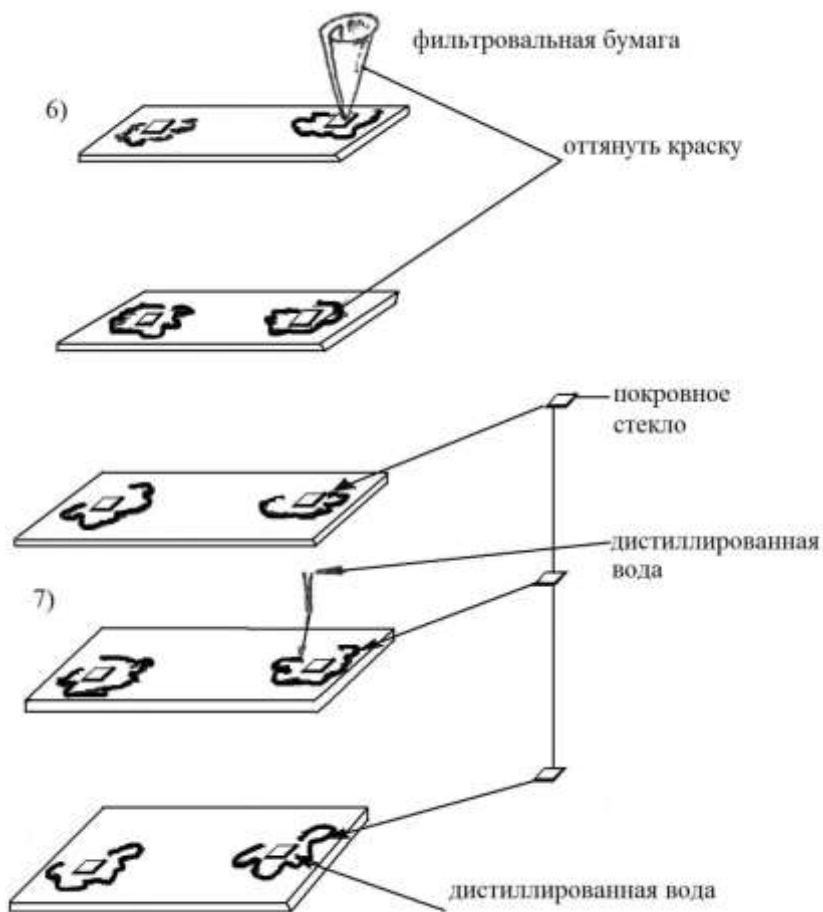 фильтровальная бумага
6)
оттянуть краску
покровное
стекло
дистиллированная
вода
7)
дистиллированная вода